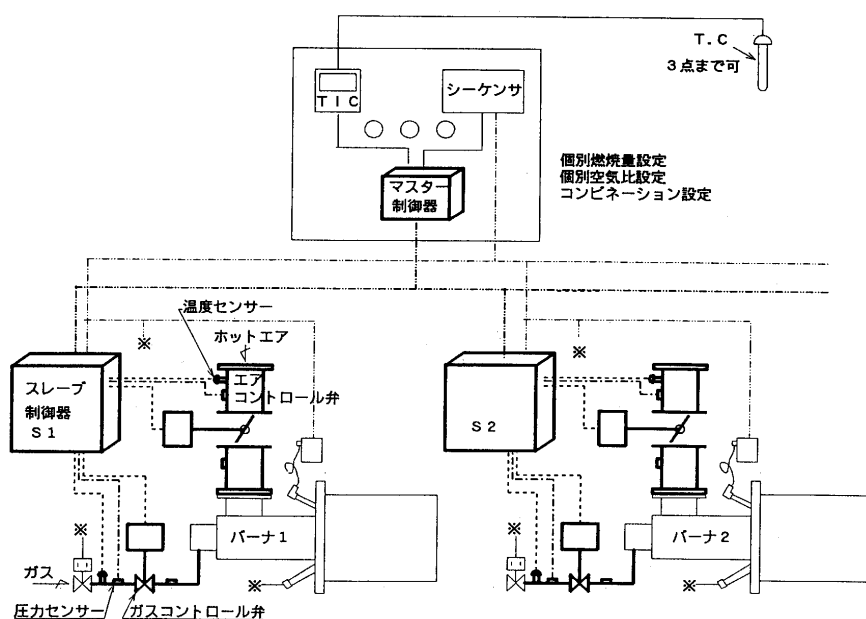 T.C
3点まで可
TIC
シーケンサ
マスター
制御器
個別燃焼量設定
個別空気比設定
コンビネーション設定
温度センサー
ホットエア
※
※
スレーブ
制御器
S1
エア
コントロール弁
S2
※
バーナ1
※
バーナ2
ガス
※
※
圧力センサー
ガスコントロール弁